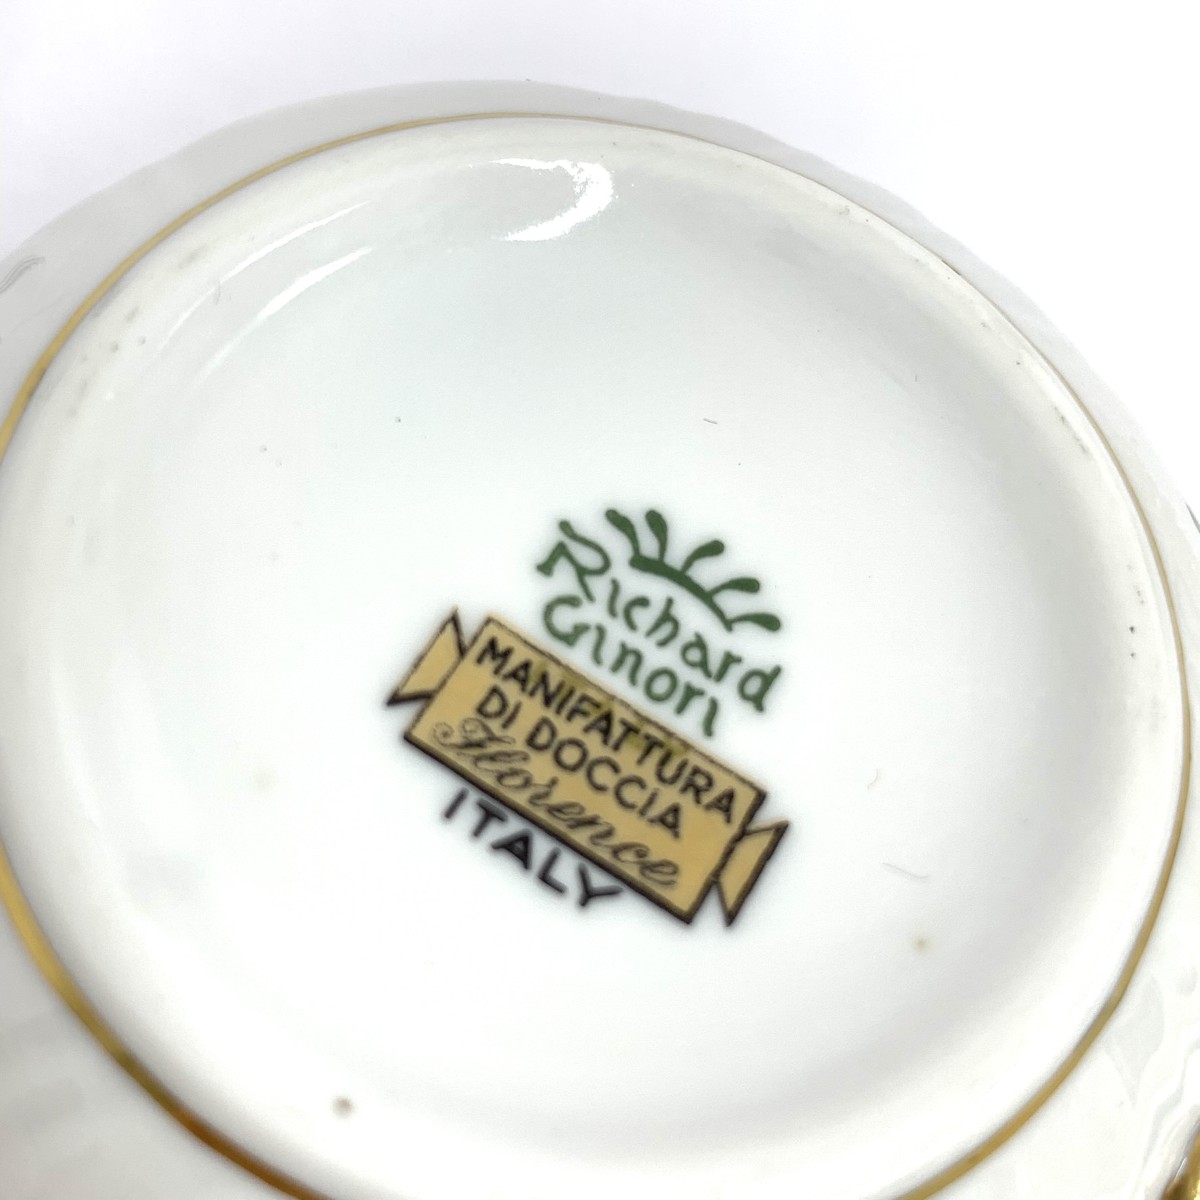 Richard
Ginori
MANIFATTURA
DI DOCCIA
Florence
ITALY